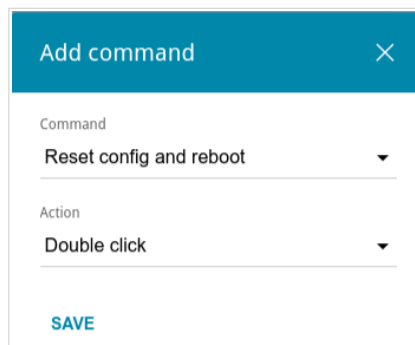 Add command
Command
Reset config and reboot
Action
Double click
SAVE